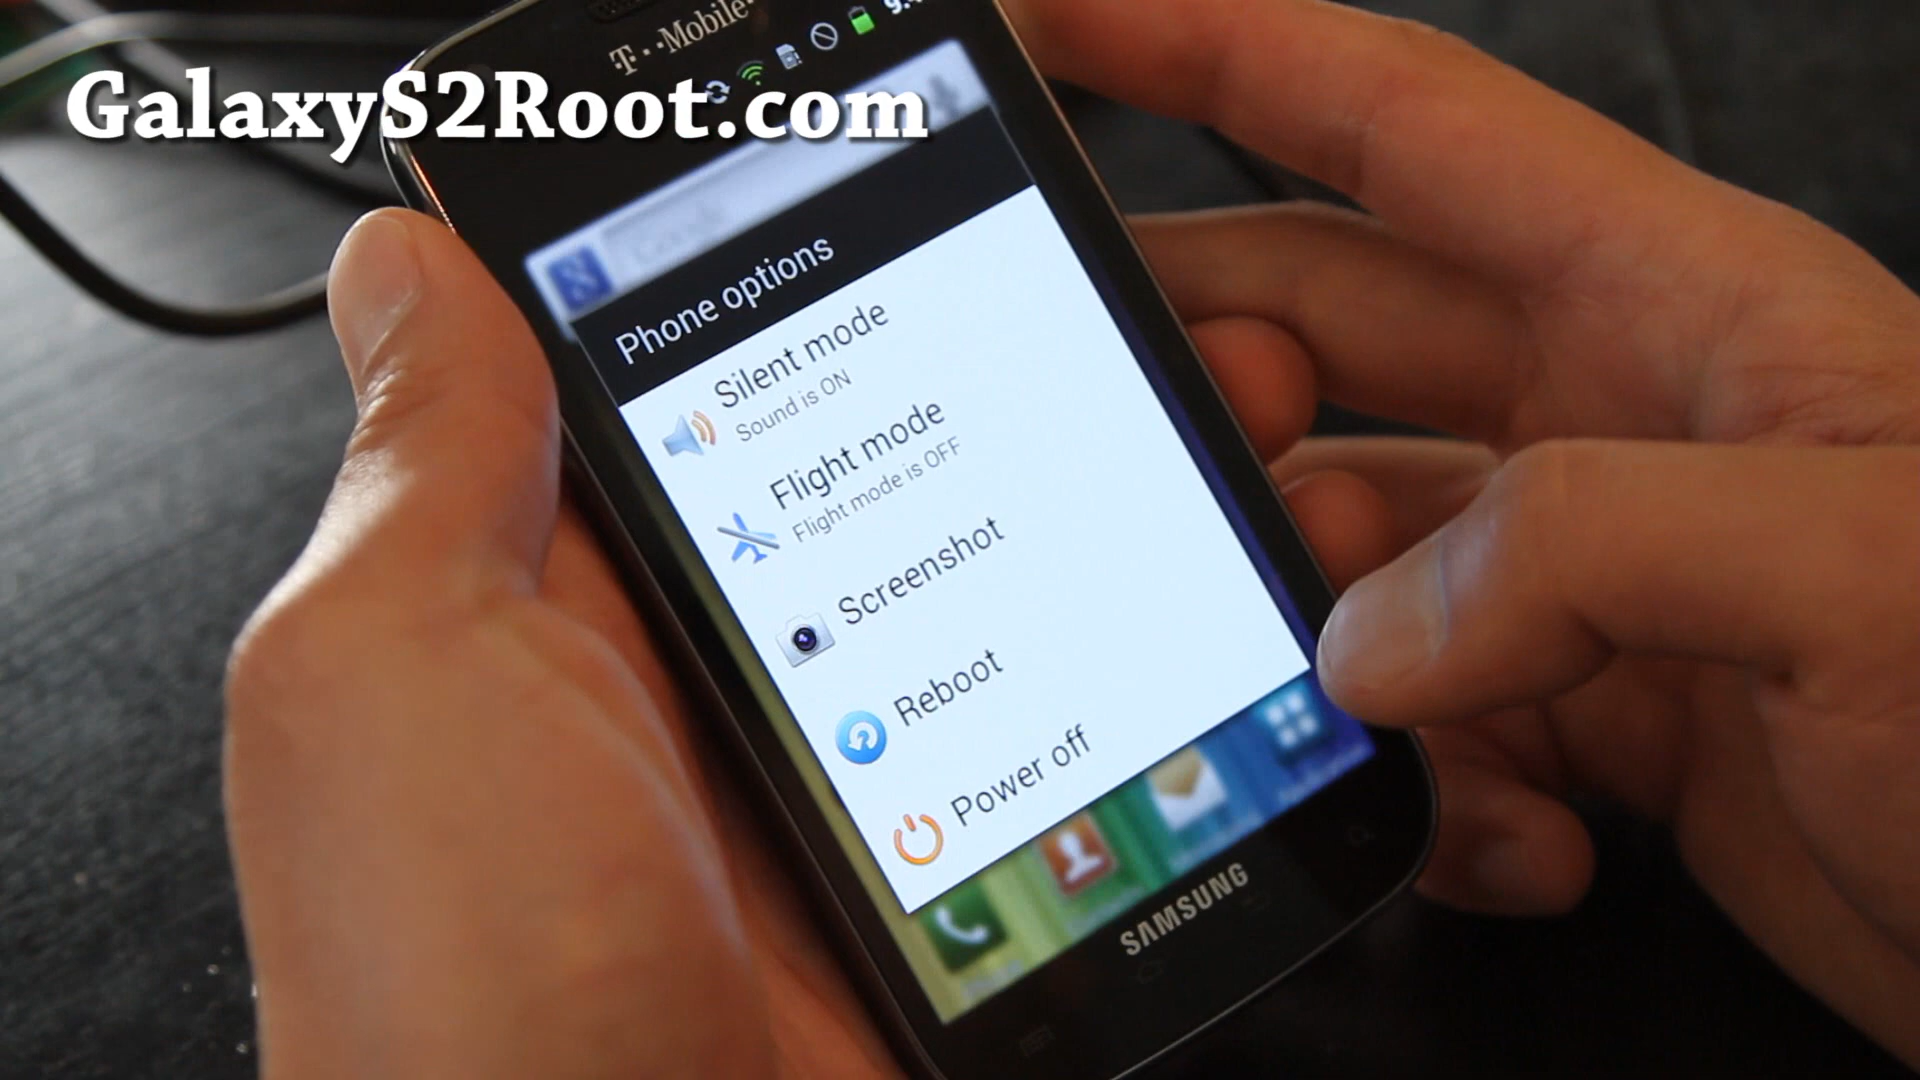 T··Mobile·
GalaxyS2Root.com
Phone options
Silent mode
Sound is ON
Flight mode
Flight mode is OFF
Screenshot
Reboot
Power off
SAMSUNG